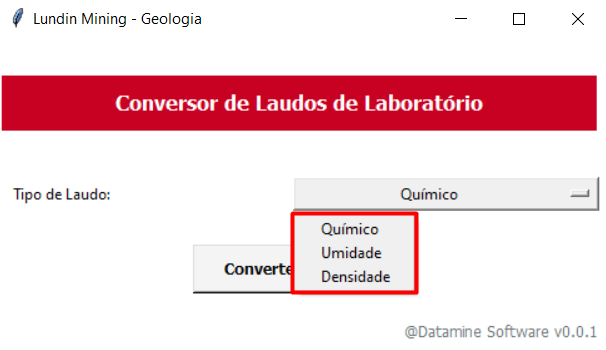 Lundin Mining - Geologia
Conversor de Laudos de Laboratório
Tipo de Laudo:
Químico
Químico
Umidade
Densidade
Converte
@Datamine Software v0.0.1